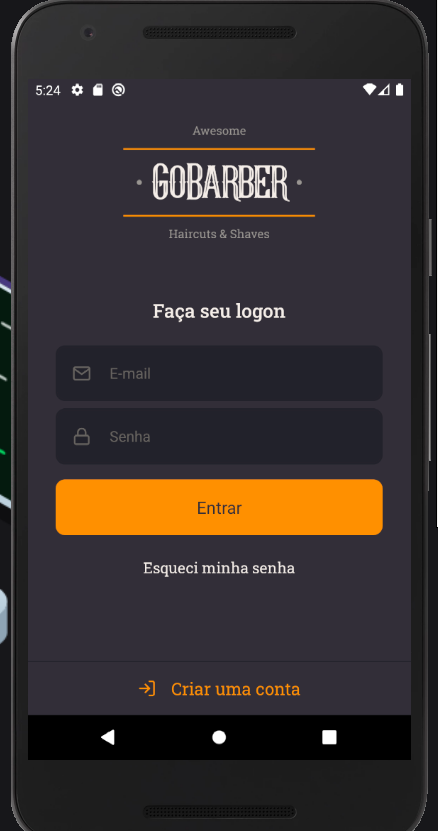 5:24
Awesome
GOBARBER
Haircuts & Shaves
Faça seu logon
E-mail
Senha
Entrar
Esqueci minha senha
Criar uma conta